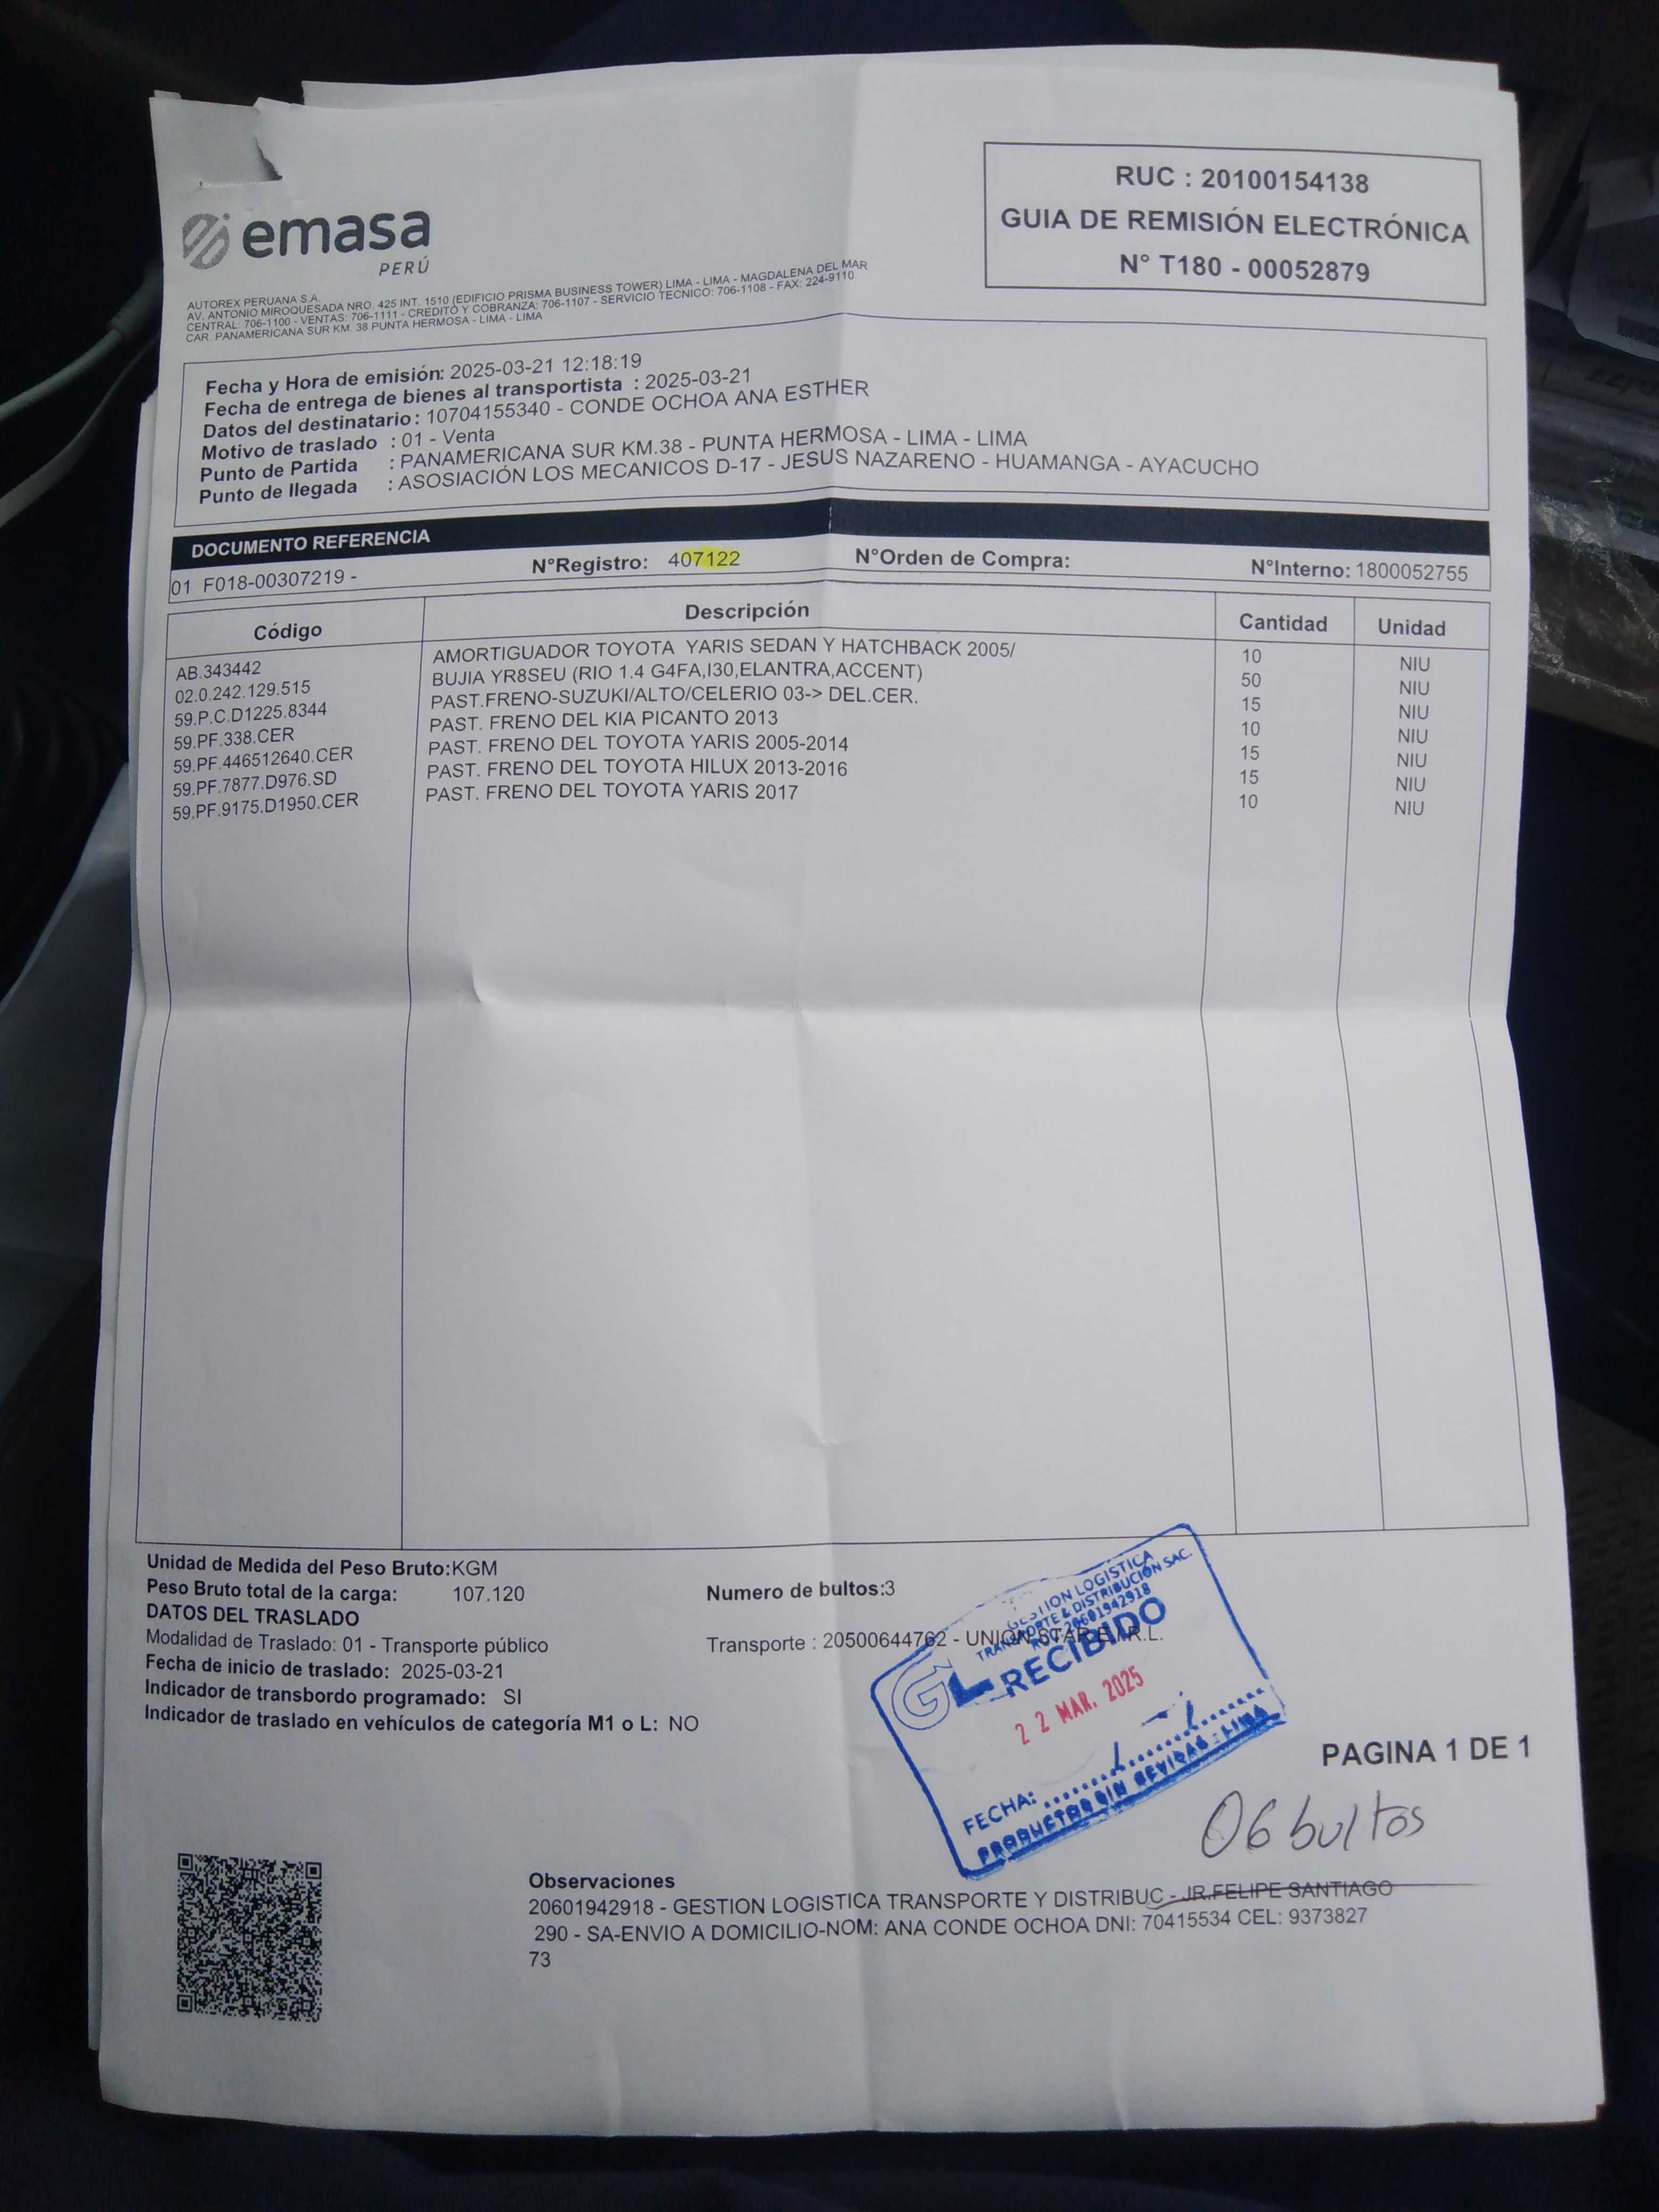 emasa
PERÚ
RUC : 20100154138
GUIA DE REMISIÓN ELECTRÓNICA
N° T180 - 00052879
AUTOREX PERUANA S.A.
AV. ANTONIO MIROQUESADA NRO. 425 INT. 1510 (EDIFICIO PRISMA BUSINESS TOWER) LIMA - LIMA - MAGDALENA DEL MAR
CENTRAL: 706-1100 - VENTAS: 706-1111 - CREDITO Y COBRANZA: 706-1107 - SERVICIO TECNICO: 706-1108 - FAX: 224-9110
CAR. PANAMERICANA SUR KM. 38 PUNTA HERMOSA - LIMA - LIMA
Fecha y Hora de emisión: 2025-03-21 12:18:19
Fecha de entrega de bienes al transportista : 2025-03-21
Datos del destinatario: 10704155340 - CONDE OCHOA ANA ESTHER
Motivo de traslado : 01 - Venta
Punto de Partida : PANAMERICANA SUR KM.38 - PUNTA HERMOSA - LIMA - LIMA
Punto de llegada : ASOSIACIÓN LOS MECANICOS D-17 - JESUS NAZARENO - HUAMANGA - AYACUCHO
DOCUMENTO REFERENCIA
01 F018-00307219 - N°Registro: 407122 N°Orden de Compra: N°Interno: 1800052755
Código Descripción Cantidad Unidad
AB.343442 AMORTIGUADOR TOYOTA YARIS SEDAN Y HATCHBACK 2005/ 10 NIU
02.0.242.129.515 BUJIA YR8SEU (RIO 1.4 G4FA,I30,ELANTRA,ACCENT) 50 NIU
59.P.C.D1225.8344 PAST.FRENO-SUZUKI/ALTO/CELERIO 03-> DEL.CER. 15 NIU
59.PF.338.CER PAST. FRENO DEL KIA PICANTO 2013 10 NIU
59.PF.446512640.CER PAST. FRENO DEL TOYOTA YARIS 2005-2014 15 NIU
59.PF.7877.D976.SD PAST. FRENO DEL TOYOTA HILUX 2013-2016 15 NIU
59.PF.9175.D1950.CER PAST. FRENO DEL TOYOTA YARIS 2017 10 NIU
Unidad de Medida del Peso Bruto:KGM
Peso Bruto total de la carga: 107.120 Numero de bultos:3
DATOS DEL TRASLADO
Modalidad de Traslado: 01 - Transporte público Transporte : 20500644762 - UNION STAR E.I.R.L.
Fecha de inicio de traslado: 2025-03-21
Indicador de transbordo programado: SI
Indicador de traslado en vehículos de categoría M1 o L: NO
GESTION LOGISTICA
TRANSPORTE & DISTRIBUCIÓN SAC.
RUC: 20601942918
GL RECIBIDO
22 MAR. 2025
FECHA:
PRODUCTO SIN REVISAR - LIMA
PAGINA 1 DE 1
06 bultos
Observaciones
20601942918 - GESTION LOGISTICA TRANSPORTE Y DISTRIBUC - JR.FELIPE SANTIAGO
290 - SA-ENVIO A DOMICILIO-NOM: ANA CONDE OCHOA DNI: 70415534 CEL: 9373827
73